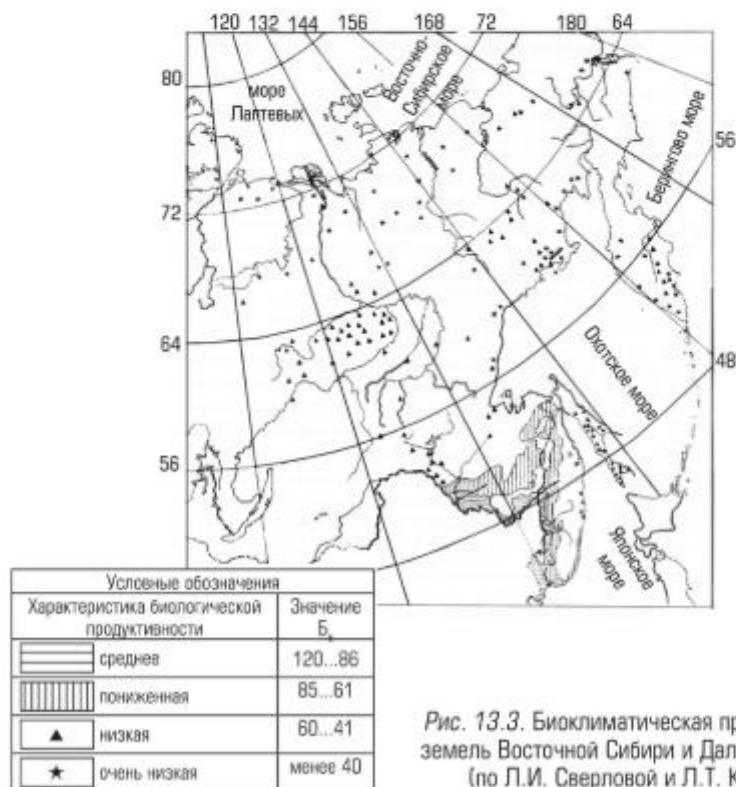 120 132 144 156 168 72 180 64
80
72
64
56
56
48
море
Лаптевых
Восточно-
Сибирское
море
Берингово море
Охотское море
Японское
море
Условные обозначения
Характеристика биологической
продуктивности
Значение
Бₖ
среднее
120...86
пониженная
85...61
низкая
60...41
очень низкая
менее 40
Рис. 13.3. Биоклиматическая пр
земель Восточной Сибири и Дал
(по Л.И. Сверловой и Л.Т. К